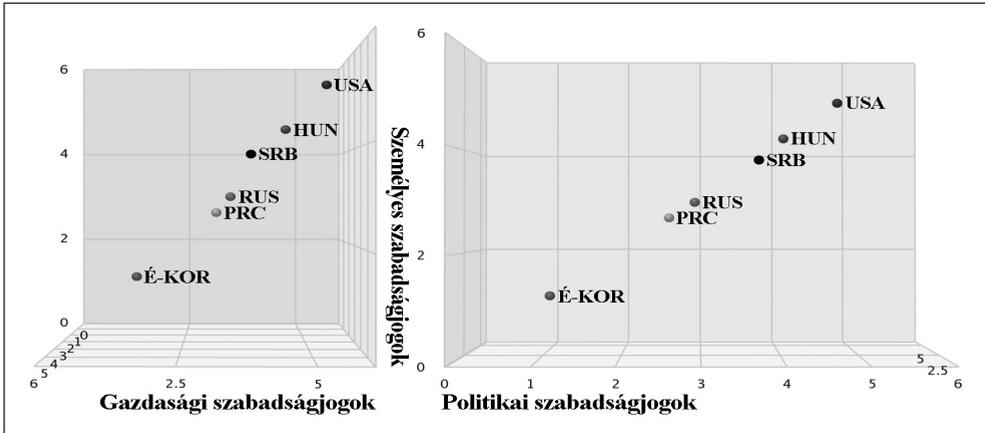 6
4
2
0
USA
HUN
SRB
RUS
PRC
É-KOR
0
1
2
3
4
5
6
2.5
5
Gazdasági szabadságjogok
Személyes szabadságjogok
6
4
2
0
USA
HUN
SRB
RUS
PRC
É-KOR
5
2.5
0
1
2
3
4
5
6
Politikai szabadságjogok